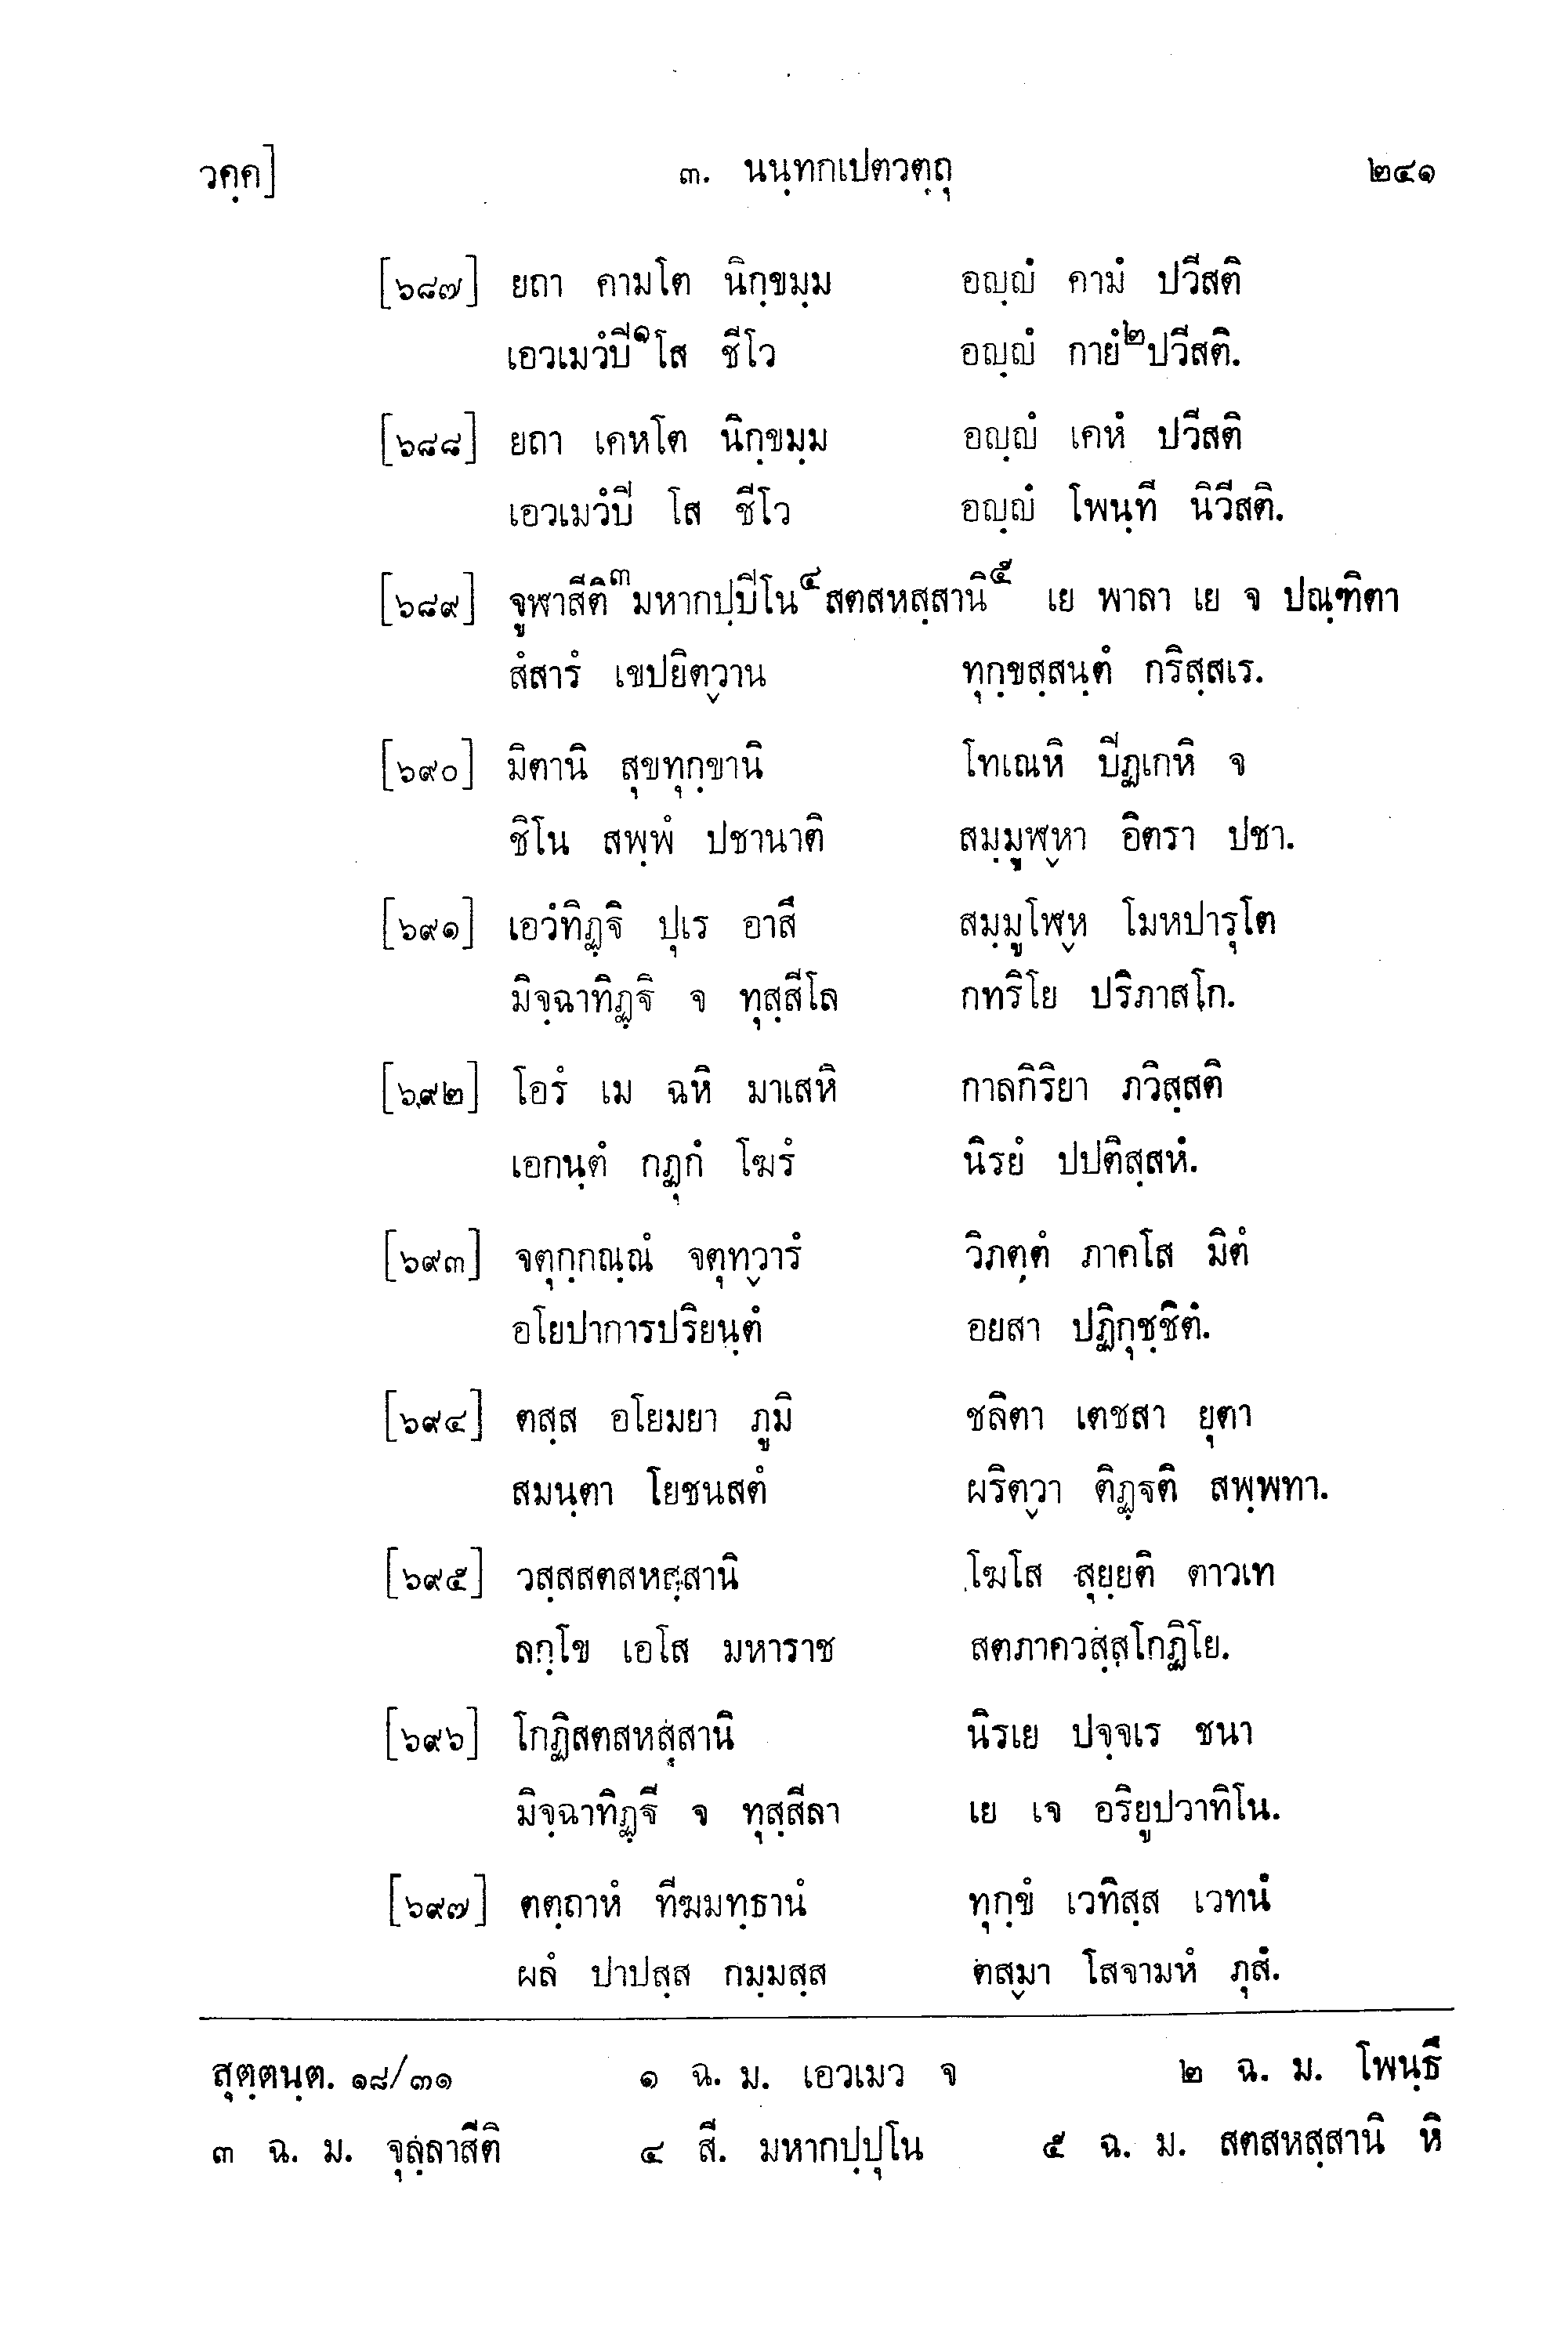 วคฺค] ๓. นนฺทกเปตวตฺถุ ๒๔๑
[๖๘๗] ยถา คามโต นิกฺขมฺม อญฺญํ คามํ ปวีสติ
เอวเมวํปิ๑ โส ชีโว อญฺญํ กายํ๒ ปวีสติ.
[๖๘๘] ยถา เคหโต นิกฺขมฺม อญฺญํ เคหํ ปวีสติ
เอวเมวํปิ โส ชีโว อญฺญํ โพนฺที นิวีสติ.
[๖๘๙] จูฬาสีติ๓ มหากปฺปิโน๔ สตสหสฺสานิ๕ เย พาลา เย จ ปณฺฑิตา
สํสารํ เขปยิตฺวาน ทุกฺขสฺสนฺตํ กริสฺสเร.
[๖๙๐] มิตานิ สุขทุกฺขานิ โทเณหิ ปิฏเกหิ จ
ชิโน สพฺพํ ปชานาติ สมฺมูฬฺหา อิตรา ปชา.
[๖๙๑] เอวํทิฏฺฐิ ปุเร อาสึ สมฺมูโฬฺห โมหปารุโต
มิจฺฉาทิฏฺฐิ จ ทุสฺสีโล กทริโย ปริภาสโก.
[๖๙๒] โอรํ เม ฉหิ มาเสหิ กาลกิริยา ภวิสฺสติ
เอกนฺตํ กฏุกํ โฆรํ นิรยํ ปปติสฺสหํ.
[๖๙๓] จตุกฺกณฺณํ จตุทฺวารํ วิภตฺตํ ภาคโส มิตํ
อโยปาการปริยนฺตํ อยสา ปฏิกุชฺชิตํ.
[๖๙๔] ตสฺส อโยมยา ภูมิ ชลิตา เตชสา ยุตา
สมนฺตา โยชนสตํ ผริตฺวา ติฏฺฐติ สพฺพทา.
[๖๙๕] วสฺสสตสหสฺสานิ โฆโส สุยฺยติ ตาวเท
ลกฺโข เอโส มหาราช สตภาควสฺสโกฏิโย.
[๖๙๖] โกฏิสตสหสฺสานิ นิรเย ปจฺจเร ชนา
มิจฺฉาทิฏฺฐี จ ทุสฺสีลา เย เจ อริยูปวาทิโน.
[๖๙๗] ตตฺถาหํ ทีฆมทฺธานํ ทุกฺขํ เวทิสฺส เวทนํ
ผลํ ปาปสฺส กมฺมสฺส ตสฺมา โสจามหํ ภุสํ.
สุตฺตนฺต. ๑๘/๓๑ ๑ ฉ. ม. เอวเมว จ ๒ ฉ. ม. โพนฺธึ
๓ ฉ. ม. จุลฺลาสีติ ๔ สี. มหากปฺปุโน ๕ ฉ. ม. สตสหสฺสานิ หิ